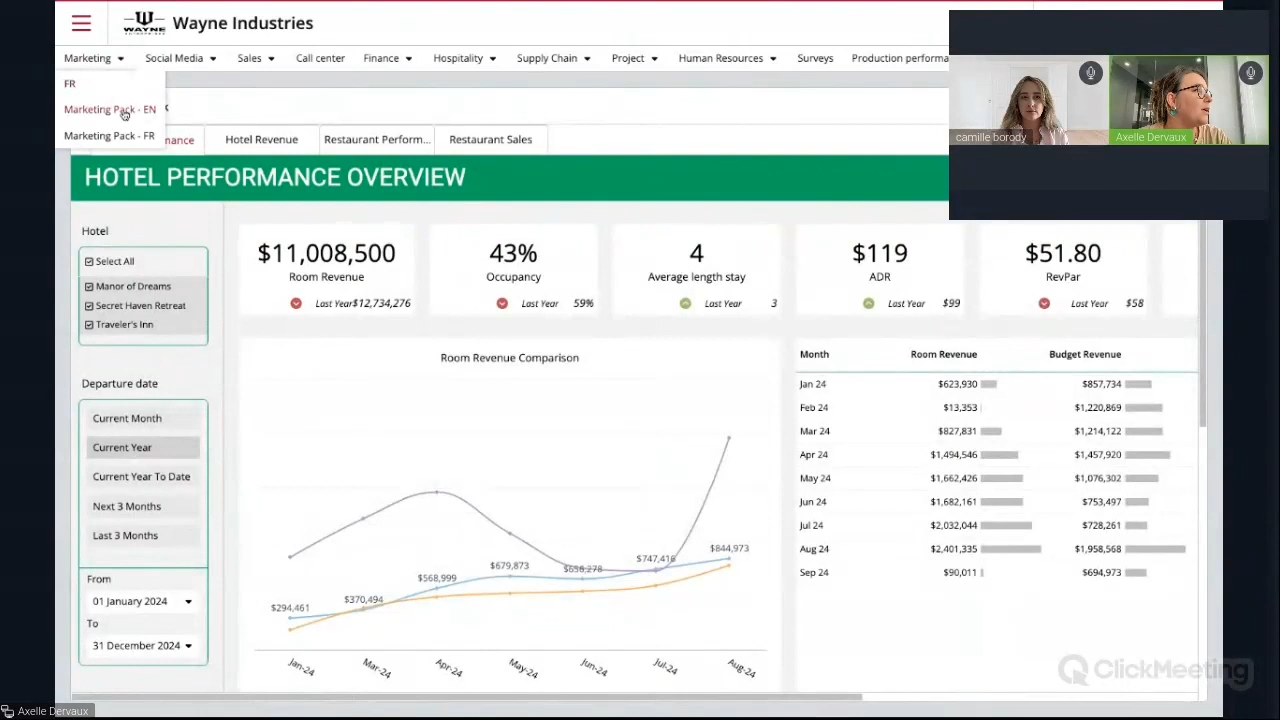 WAYNE
Wayne Industries
Marketing Social Media Sales Call center Finance Hospitality Supply Chain Project Human Resources Surveys Production performa
FR
Marketing Pack - EN
Marketing Pack - FR
camille borody
Axelle Dervaux
k
nance Hotel Revenue Restaurant Perform... Restaurant Sales
HOTEL PERFORMANCE OVERVIEW
Hotel
Select All
Manor of Dreams
Secret Haven Retreat
Traveler's Inn
Departure date
Current Month
Current Year
Current Year To Date
Next 3 Months
Last 3 Months
From
01 January 2024
To
31 December 2024
$11,008,500
Room Revenue
Last Year $12,734,276
43%
Occupancy
Last Year 59%
4
Average length stay
Last Year 3
$119
ADR
Last Year $99
$51.80
RevPar
Last Year $58
Room Revenue Comparison
$294,461
$370,494
$568,999
$679,873
$658,278
$747,416
$844,973
Jan-24 Mar-24 Apr-24 May-24 Jun-24 Jul-24 Aug-24
Month Room Revenue Budget Revenue
Jan 24 $623,930 $857,734
Feb 24 $13,353 $1,220,869
Mar 24 $827,831 $1,214,122
Apr 24 $1,494,546 $1,457,920
May 24 $1,662,426 $1,076,302
Jun 24 $1,682,161 $753,497
Jul 24 $2,032,044 $728,261
Aug 24 $2,401,335 $1,958,568
Sep 24 $90,011 $694,973
ClickMeeting
Axelle Dervaux